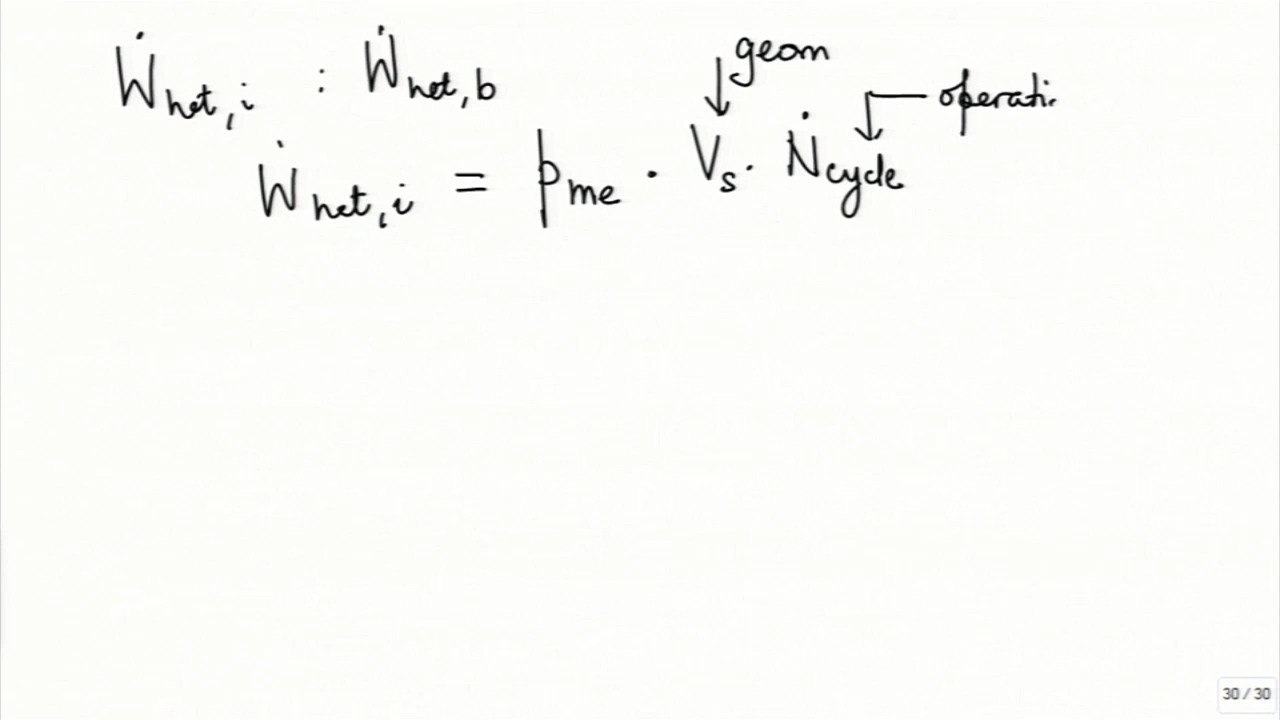 Ẇnet,i : Ẇnet,b
geom
operati
Ẇnet,i = pme · Vs · Ṅcycle
30 / 30